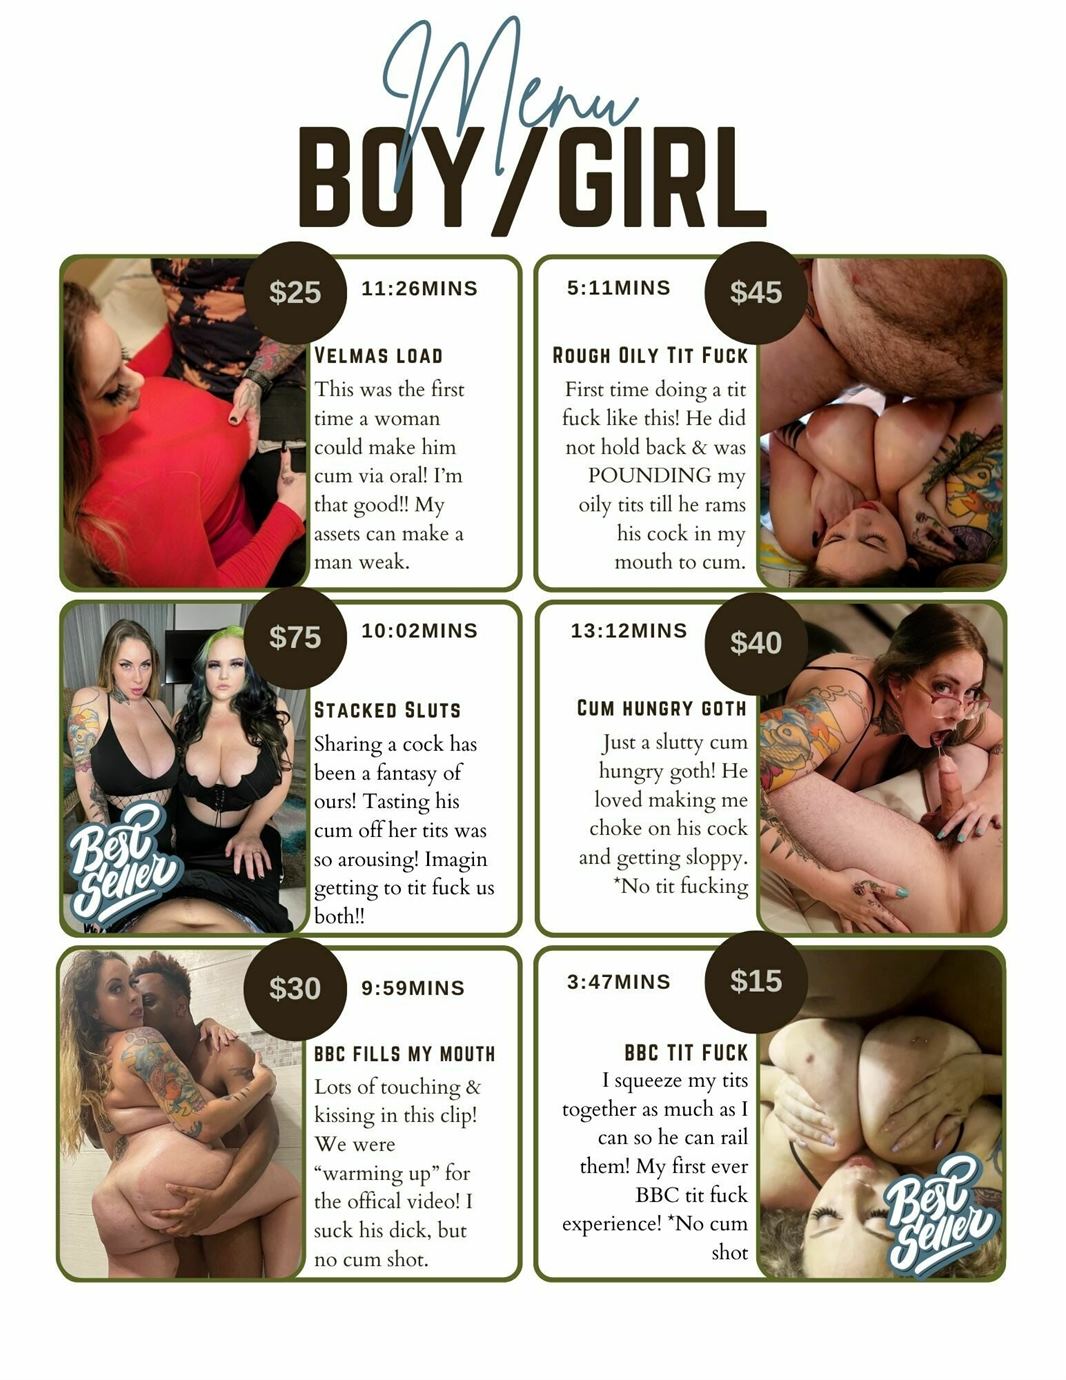 Menu
BOY/GIRL
$25
11:26MINS
VELMAS LOAD
This was the first
time a woman
could make him
cum via oral! I'm
that good!! My
assets can make a
man weak.
5:11MINS
$45
ROUGH OILY TIT FUCK
First time doing a tit
fuck like this! He did
not hold back & was
POUNDING my
oily tits till he rams
his cock in my
mouth to cum.
$75
10:02MINS
STACKED SLUTS
Sharing a cock has
been a fantasy of
ours! Tasting his
cum off her tits was
so arousing! Imagin
getting to tit fuck us
both!!
Best
Seller
13:12MINS
$40
CUM HUNGRY GOTH
Just a slutty cum
hungry goth! He
loved making me
choke on his cock
and getting sloppy.
*No tit fucking
$30
9:59MINS
BBC FILLS MY MOUTH
Lots of touching &
kissing in this clip!
We were
“warming up” for
the offical video! I
suck his dick, but
no cum shot.
3:47MINS
$15
BBC TIT FUCK
I squeeze my tits
together as much as I
can so he can rail
them! My first ever
BBC tit fuck
experience! *No cum
shot
Best
Seller